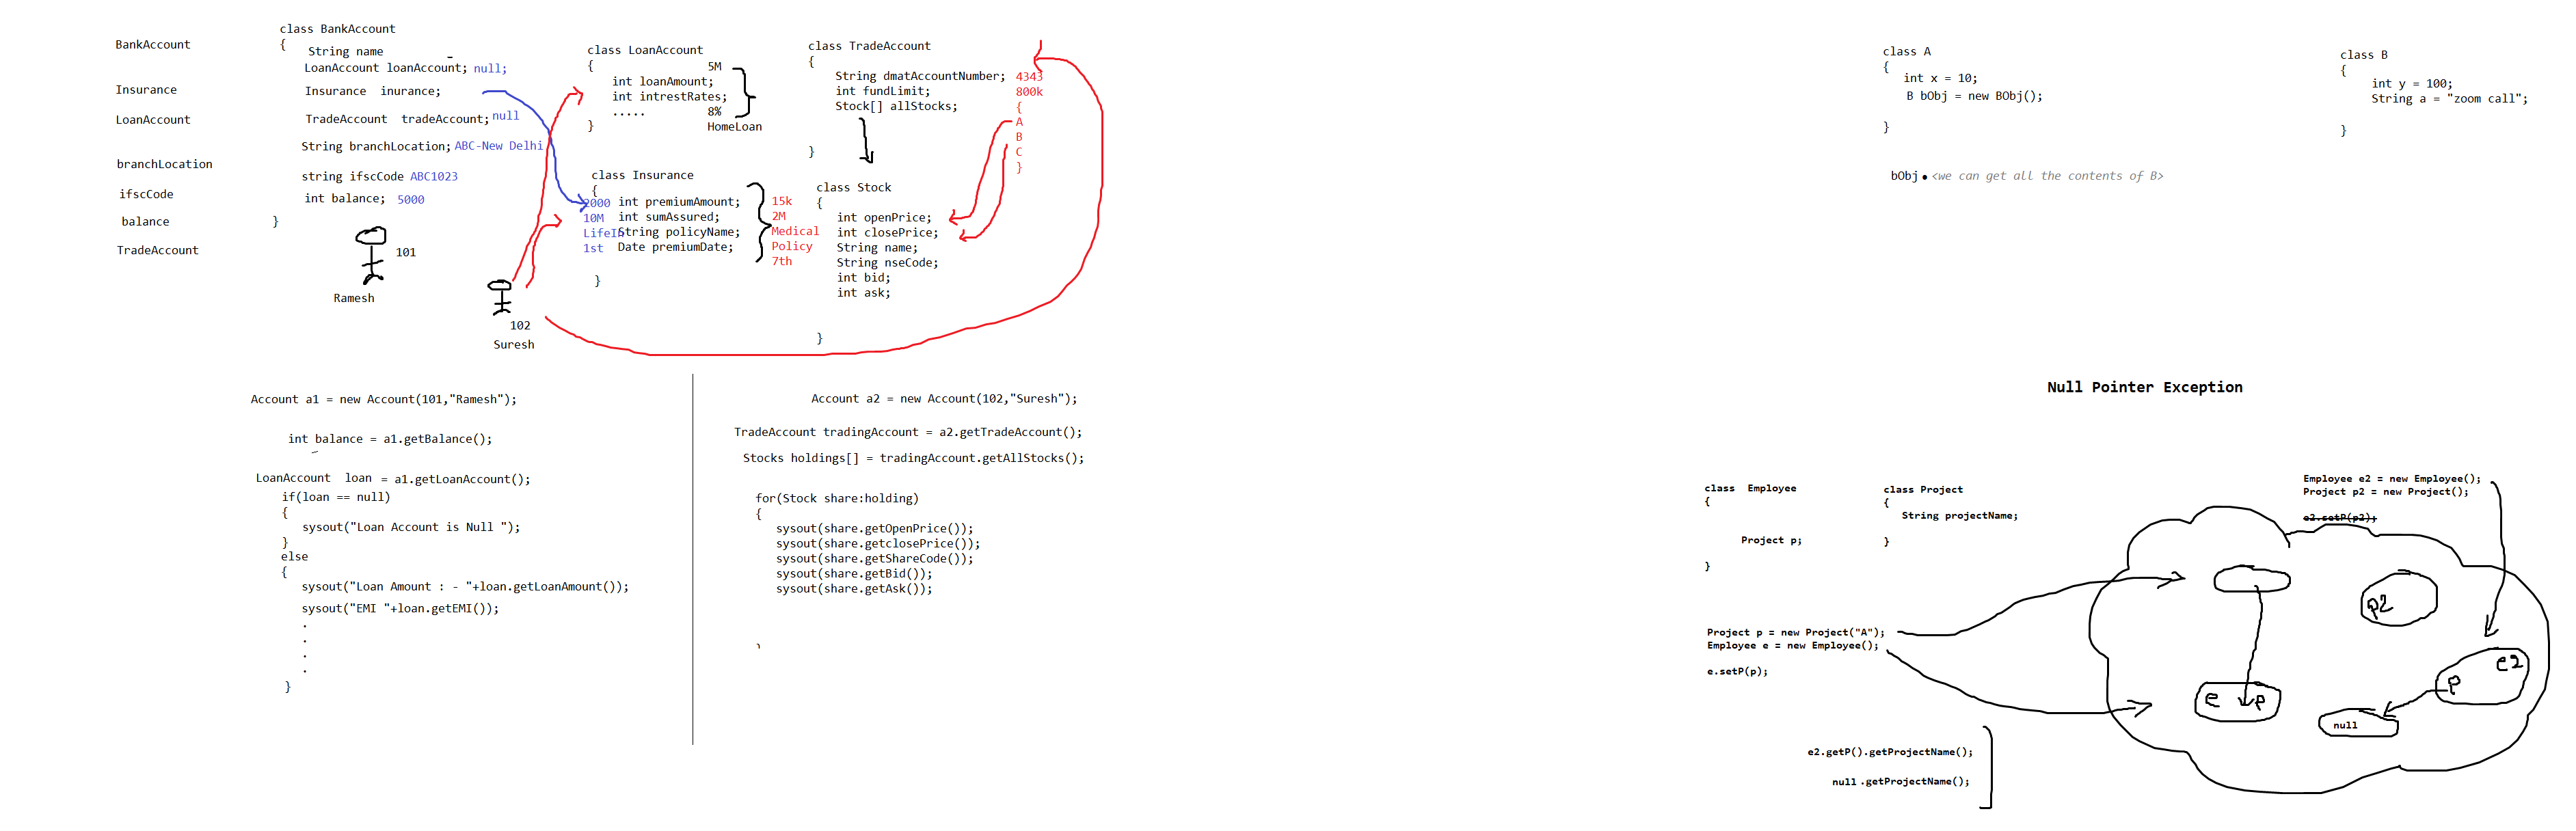 BankAccount
Insurance
LoanAccount
branchLocation
ifscCode
balance
TradeAccount
class BankAccount
{
String name
LoanAccount loanAccount; null;
Insurance inurance;
TradeAccount tradeAccount; null
String branchLocation; ABC-New Delhi
string ifscCode ABC1023
int balance; 5000
}
101
Ramesh
102
Suresh
class LoanAccount
{
5M
int loanAmount;
int intrestRates;
..... 8%
} HomeLoan
class Insurance
{
2000 int premiumAmount; 15k
10M int sumAssured; 2M
String policyName; Medical
Policy
1st Date premiumDate;
7th
}
class TradeAccount
{
String dmatAccountNumber; 4343
int fundLimit; 800k
Stock[] allStocks; {
A
B
C
}
}
class Stock
{
int openPrice;
int closePrice;
String name;
String nseCode;
int bid;
int ask;
}
Account a1 = new Account(101,"Ramesh");
int balance = a1.getBalance();
LoanAccount loan = a1.getLoanAccount();
if(loan == null)
{
sysout("Loan Account is Null ");
}
else
{
sysout("Loan Amount : - "+loan.getLoanAmount());
sysout("EMI "+loan.getEMI());
.
.
.
.
}
Account a2 = new Account(102,"Suresh");
TradeAccount tradingAccount = a2.getTradeAccount();
Stocks holdings[] = tradingAccount.getAllStocks();
for(Stock share:holding)
{
sysout(share.getOpenPrice());
sysout(share.getclosePrice());
sysout(share.getShareCode());
sysout(share.getBid());
sysout(share.getAsk());
class A
{
int x = 10;
B bObj = new BObj();
}
bObj . <we can get all the contents of B>
class B
{
int y = 100;
String a = "zoom call";
}
Null Pointer Exception
class Employee
{
Project p;
}
class Project
{
String projectName;
}
Employee e2 = new Employee();
Project p2 = new Project();
e2.setP(p2);
Project p = new Project("A");
Employee e = new Employee();
e.setP(p);
p2
e2
p
e p
null
e2.getP().getProjectName();
null .getProjectName();